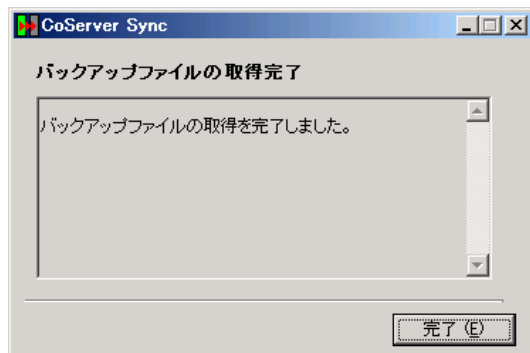 CoServer Sync
バックアップファイルの取得完了
バックアップファイルの取得を完了しました。
完了(E)